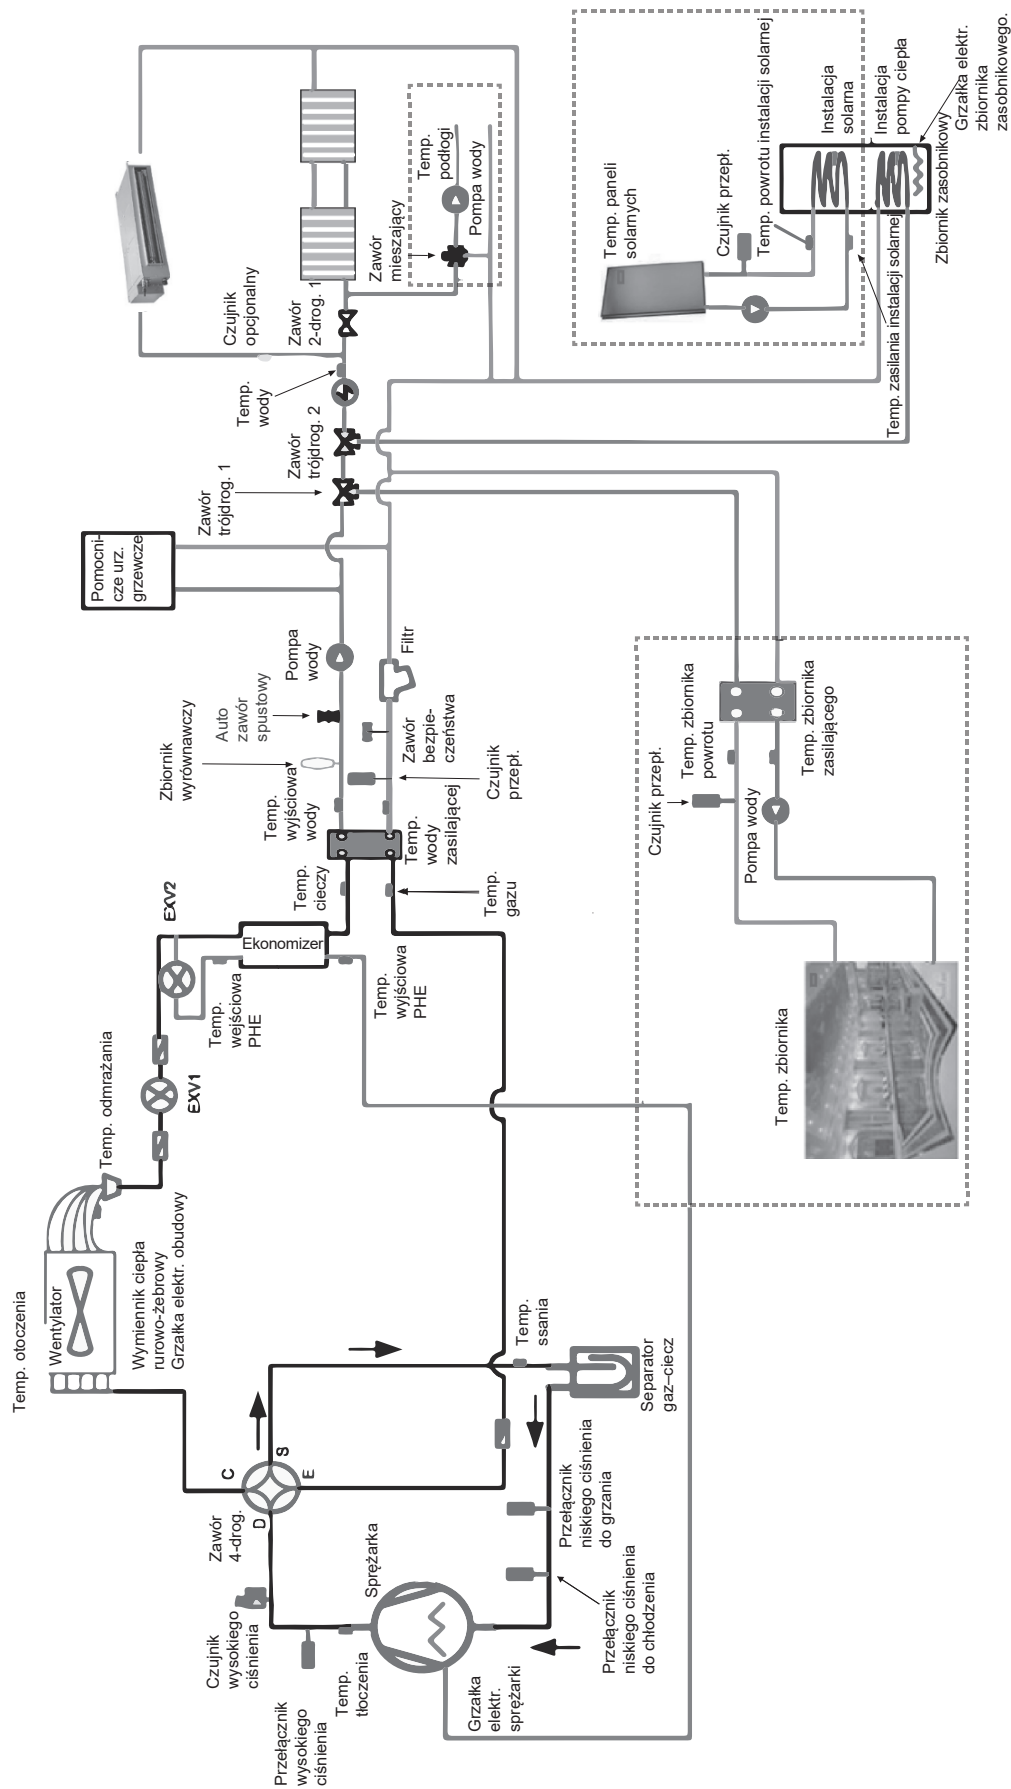 Temp. otoczenia
Wentylator
Wymiennik ciepła
rurowo-żebrowy
Grzałka elektr. obudowy
Temp. odmrażania
EXV1
EXV2
Temp.
wejściowa
PHE
Ekonomizer
Temp.
wyjściowa
PHE
Temp.
cieczy
Temp.
gazu
Zawór
4-drog.
C
S
E
D
Czujnik
wysokiego
ciśnienia
Przełącznik
wysokiego
ciśnienia
Temp.
tłoczenia
Sprężarka
Grzałka
elektr.
sprężarki
Przełącznik
niskiego ciśnienia
do chłodzenia
Przełącznik
niskiego ciśnienia
do grzania
Temp.
ssania
Separator
gaz–ciecz
Temp.
wyjściowa
wody
Temp.
wody
zasilającej
Zbiornik
wyrównawczy
Auto
zawór
spustowy
Pompa
wody
Zawór
bezpie-
czeństwa
Czujnik
przepł.
Filtr
Pomocni-
cze urz.
grzewcze
Zawór
trójdrog. 1
Zawór
trójdrog. 2
Temp.
wody
Czujnik
opcjonalny
Zawór
2-drog. 1
Zawór
mieszający
Temp.
podłogi
Pompa wody
Temp. paneli
solarnych
Czujnik przepł.
Temp. powrotu instalacji solarnej
Instalacja
solarna
Instalacja
pompy ciepła
Grzałka elektr.
zbiornika
zasobnikowego.
Zbiornik zasobnikowy
Temp. zasilania instalacji solarnej
Czujnik przepł.
Temp. zbiornika
powrotu
Pompa wody
Temp. zbiornika
zasilającego
Temp. zbiornika